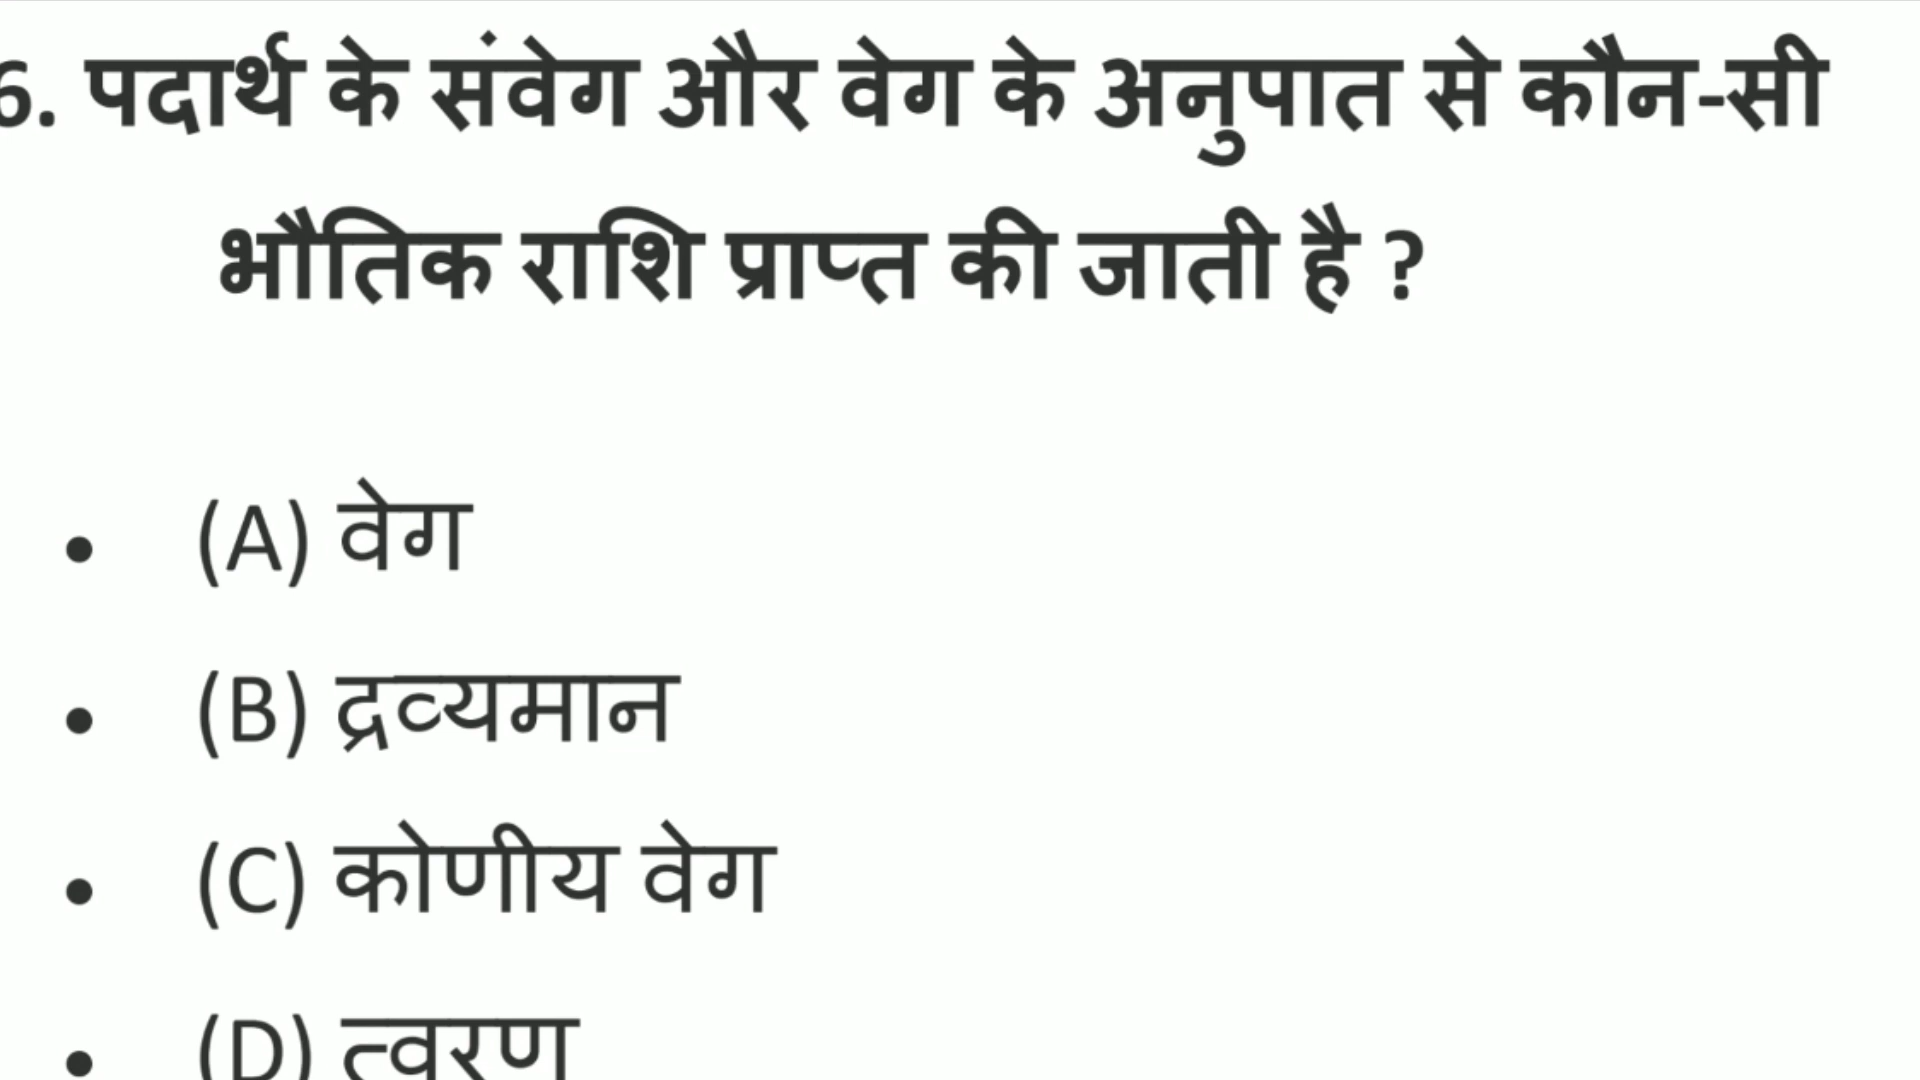 6. पदार्थ के संवेग और वेग के अनुपात से कौन-सी
भौतिक राशि प्राप्त की जाती है ?
• (A) वेग
• (B) द्रव्यमान
• (C) कोणीय वेग
• (D) त्वरण